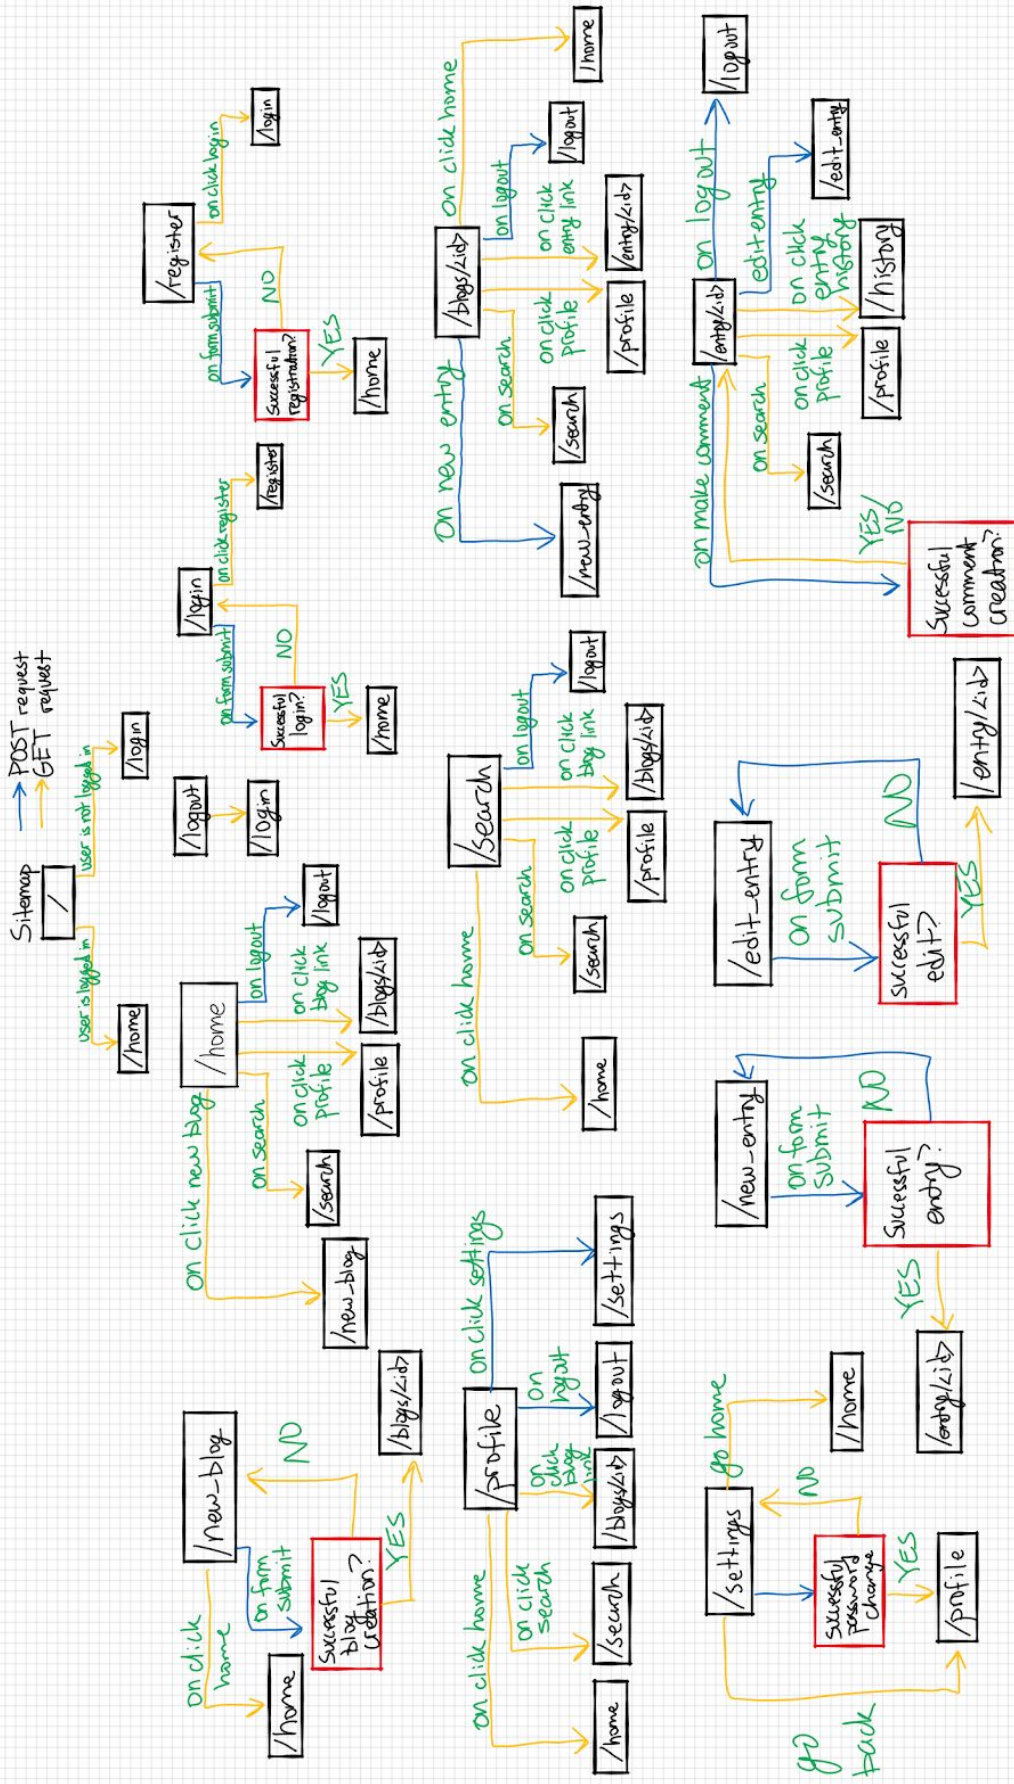 Sitemap
→ POST request
→ GET request
/
user is logged in
user is not logged in
/home
/login
/new_blog
on click home
on form submit
NO
/home
Successful
blog
creation?
YES
/blogs/<id>
/home
on click new blog
on search
on click
profile
on click
blog link
on logout
/new_blog
/search
/profile
/blogs/<id>
/logout
/logout
/login
/login
on form submit
on click register
NO
Successful
login?
YES
/home
/register
/register
on form submit
on click login
NO
Successful
registration?
YES
/home
/login
/profile
on click home
on click
search
on click
blog
link
on
logout
on click settings
/home
/search
/blogs/<id>
/logout
/settings
/search
on click home
on search
on click
profile
on click
blog link
on logout
/home
/search
/profile
/blogs/<id>
/logout
/blogs/<id>
On new entry
on search
on click
profile
on click
entry link
on logout
on click home
/new_entry
/search
/profile
/entry/<id>
/logout
/home
/settings
go
back
go home
NO
Successful
password
change
YES
/profile
/home
/new_entry
on form
submit
NO
Successful
entry?
YES
/entry/<id>
/edit_entry
on form
submit
NO
successful
edit?
YES
/entry/<id>
/entry/<id>
on make comment
on search
on click
profile
on click
entry
history
edit entry
on log out
/search
/profile
/history
/edit_entry
/logout
YES/
NO
Successful
comment
creation?